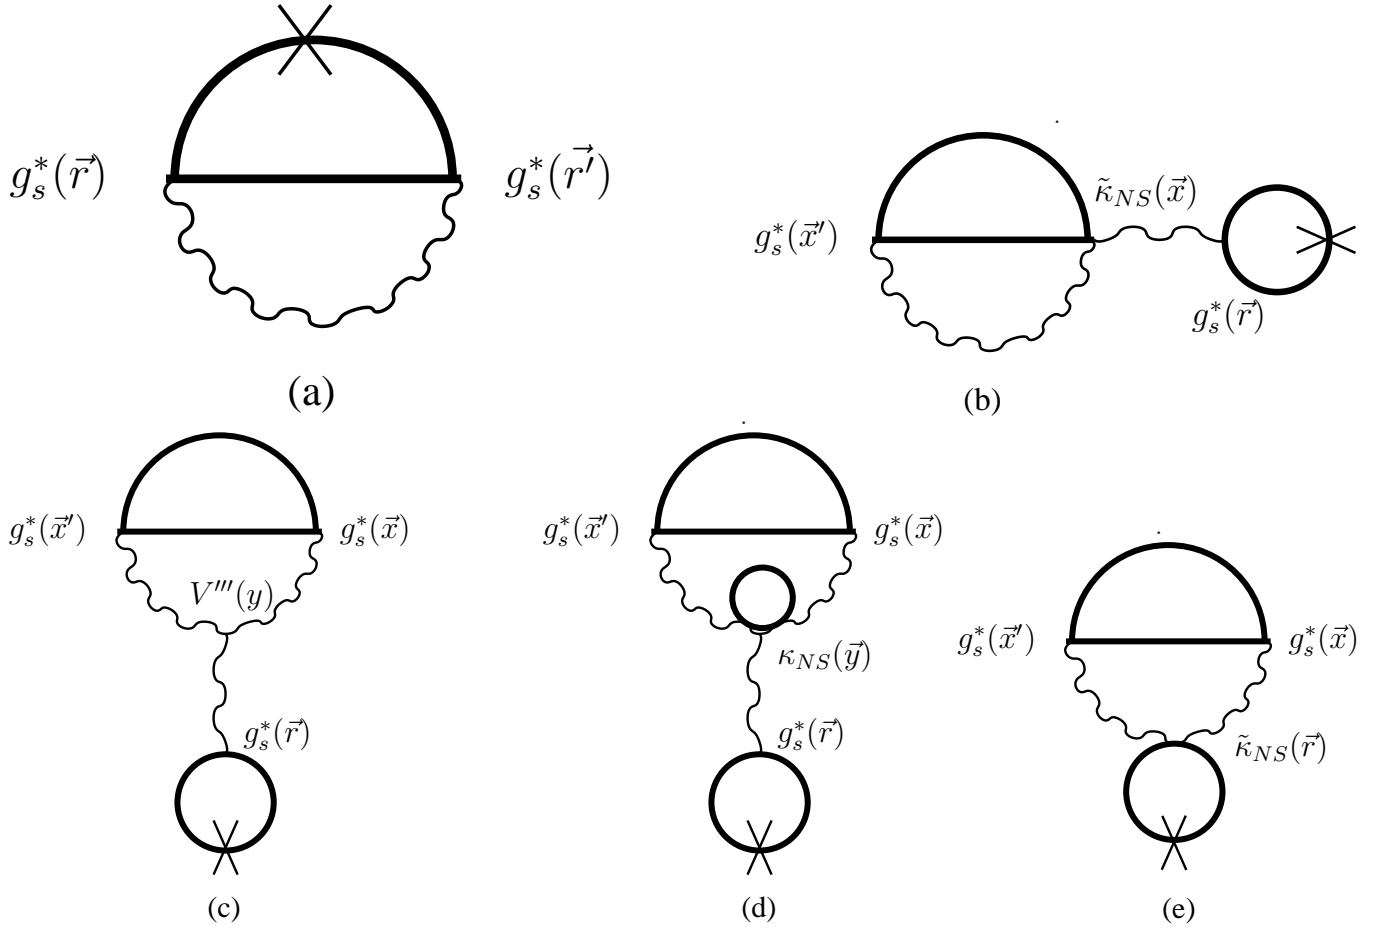 $g_s^*(\vec{r})$ $g_s^*(\vec{r'})$
(a)
$\tilde{\kappa}_{NS}(\vec{x})$
$g_s^*(\vec{x}')$
$g_s^*(\vec{r})$
(b)
$g_s^*(\vec{x}')$ $g_s^*(\vec{x})$
$V'''(y)$
$g_s^*(\vec{r})$
(c)
$g_s^*(\vec{x}')$ $g_s^*(\vec{x})$
$\kappa_{NS}(\vec{y})$
$g_s^*(\vec{r})$
(d)
$g_s^*(\vec{x}')$ $g_s^*(\vec{x})$
$\tilde{\kappa}_{NS}(\vec{r})$
(e)